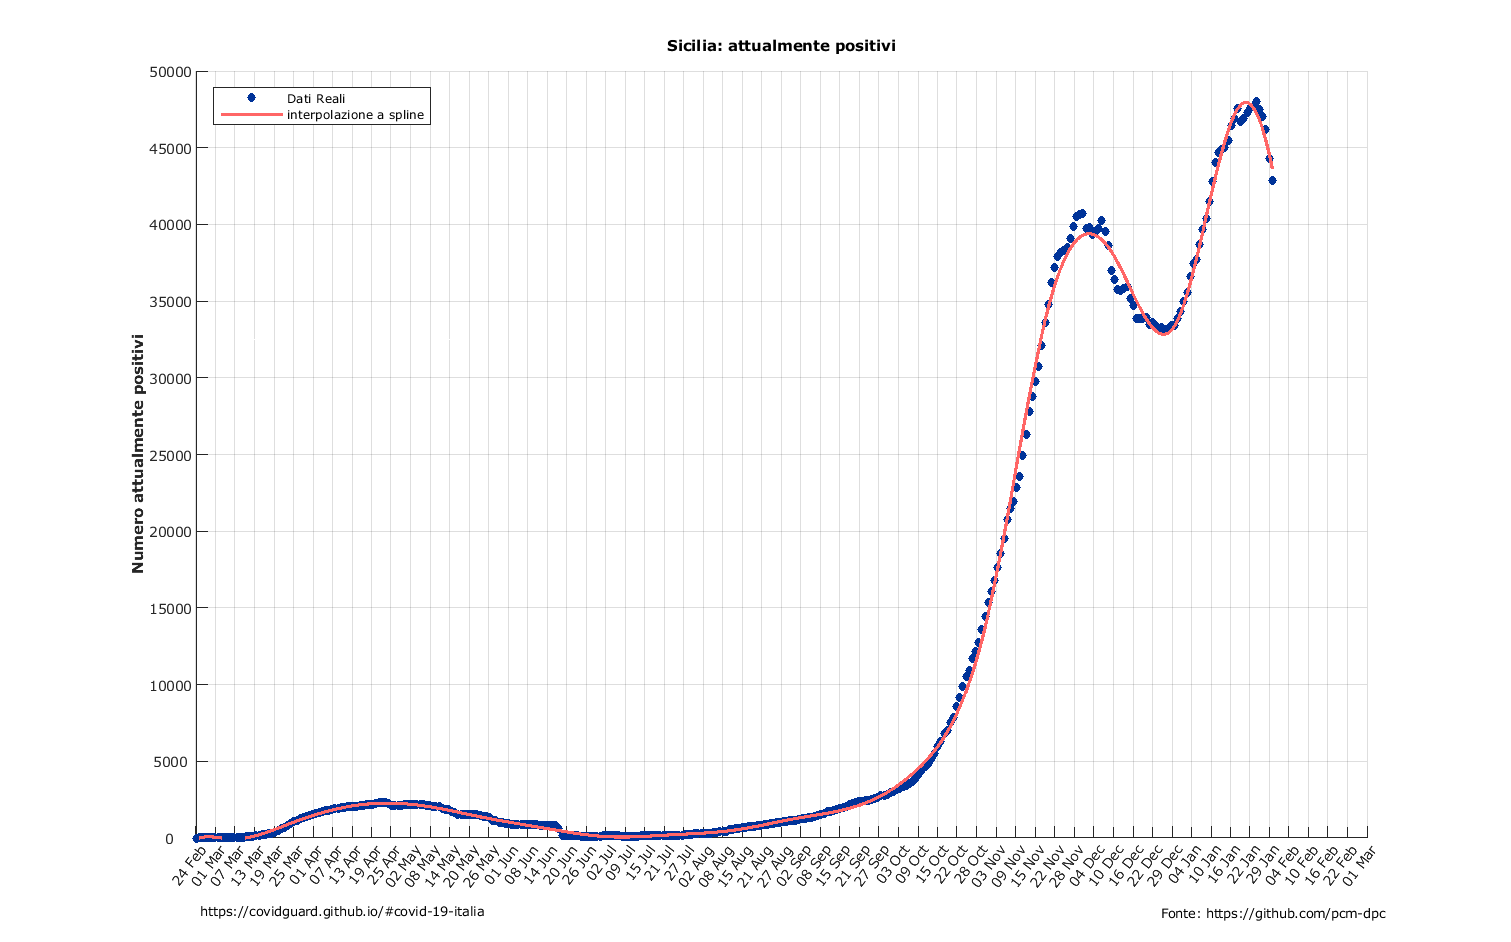 Sicilia: attualmente positivi
Dati Reali
interpolazione a spline
Numero attualmente positivi
50000
45000
40000
35000
30000
25000
20000
15000
10000
5000
0
24 Feb
01 Mar
07 Mar
13 Mar
19 Mar
25 Mar
01 Apr
07 Apr
13 Apr
19 Apr
25 Apr
02 May
08 May
14 May
20 May
26 May
01 Jun
08 Jun
14 Jun
20 Jun
26 Jun
02 Jul
09 Jul
15 Jul
21 Jul
27 Jul
02 Aug
08 Aug
15 Aug
21 Aug
27 Aug
02 Sep
08 Sep
15 Sep
21 Sep
27 Sep
03 Oct
09 Oct
15 Oct
22 Oct
28 Oct
03 Nov
09 Nov
15 Nov
22 Nov
28 Nov
04 Dec
10 Dec
16 Dec
22 Dec
29 Dec
04 Jan
10 Jan
16 Jan
22 Jan
29 Jan
04 Feb
10 Feb
16 Feb
22 Feb
01 Mar
https://covidguard.github.io/#covid-19-italia
Fonte: https://github.com/pcm-dpc